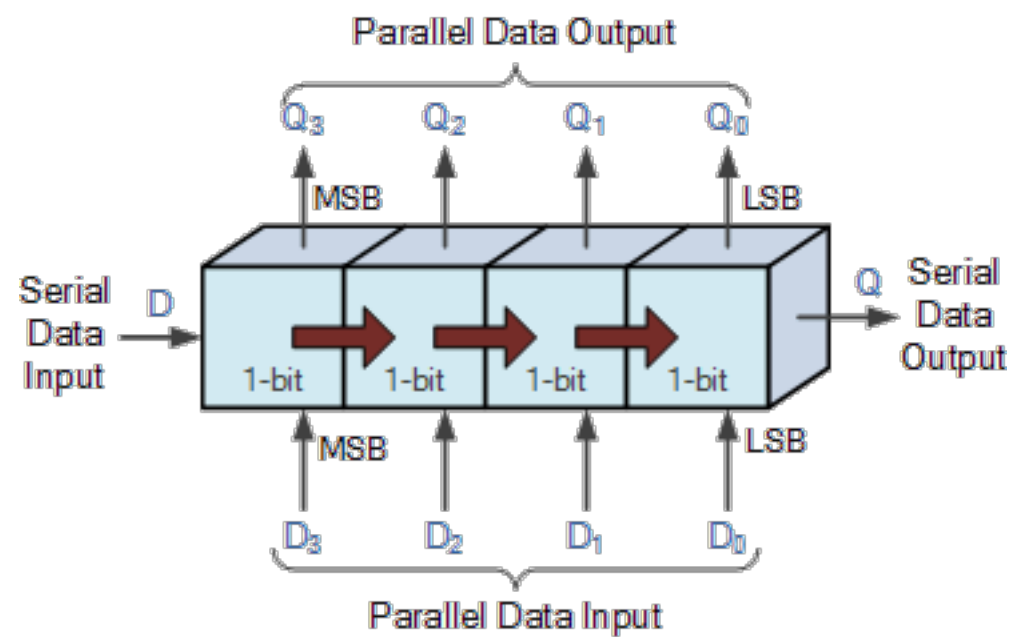 Parallel Data Output
Q₃ Q₂ Q₁ Q₀
MSB LSB
Serial
Data
Input
D
1-bit 1-bit 1-bit 1-bit
Q
Serial
Data
Output
MSB LSB
D₃ D₂ D₁ D₀
Parallel Data Input